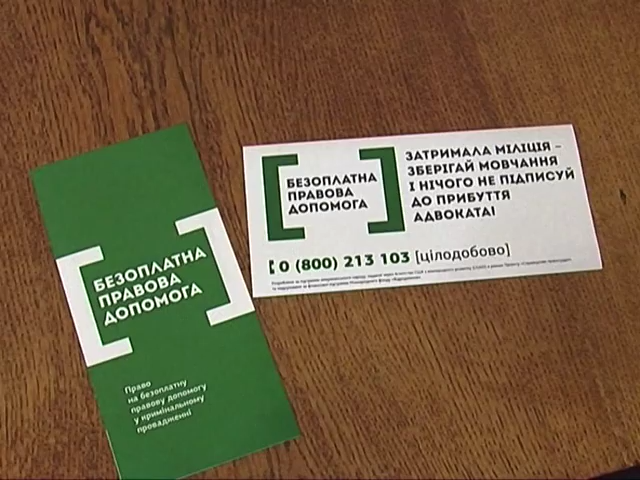 БЕЗОПЛАТНА
ПРАВОВА
ДОПОМОГА
Право
на безоплатну
правову допомогу
у кримінальному
провадженні
БЕЗОПЛАТНА
ПРАВОВА
ДОПОМОГА
ЗАТРИМАЛА МІЛІЦІЯ –
ЗБЕРІГАЙ МОВЧАННЯ
І НІЧОГО НЕ ПІДПИСУЙ
ДО ПРИБУТТЯ
АДВОКАТА!
0 (800) 213 103 [цілодобово]